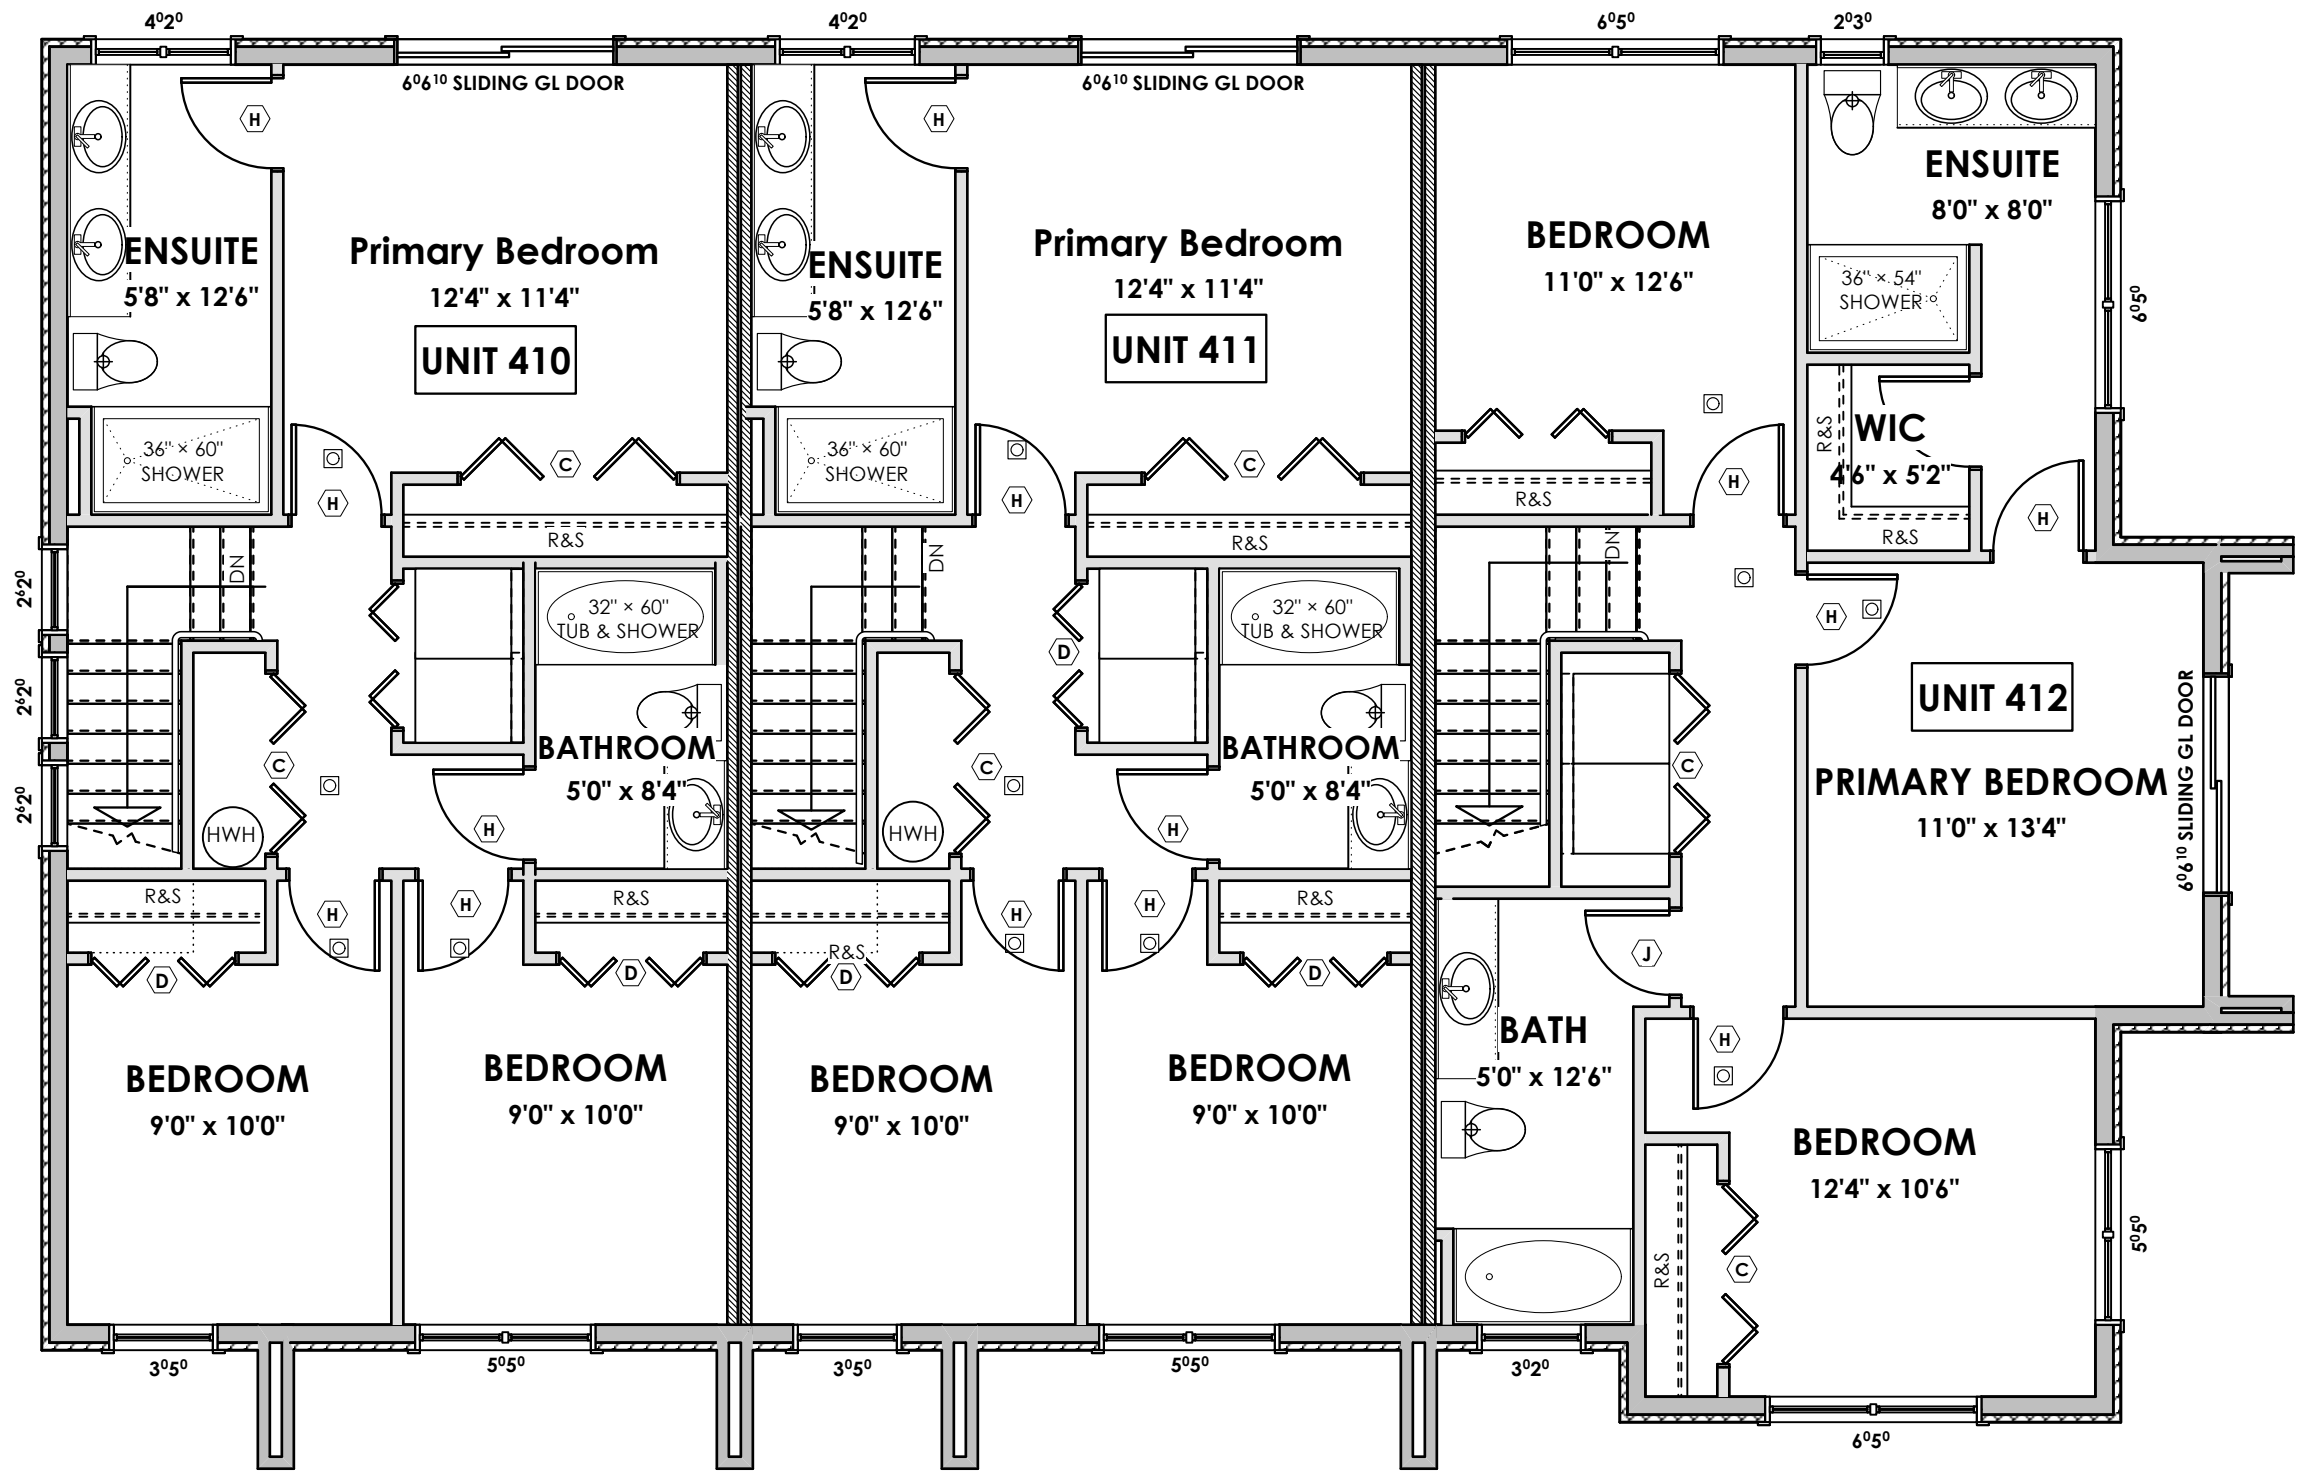 4⁰2⁰
4⁰2⁰
6⁰5⁰
2⁰3⁰
6⁰6¹⁰ SLIDING GL DOOR
H
ENSUITE
5'8" x 12'6"
Primary Bedroom
12'4" x 11'4"
UNIT 410
36" × 60"
SHOWER
H
C
R&S
DN
2⁶2⁰
2⁶2⁰
2⁶2⁰
32" × 60"
TUB & SHOWER
BATHROOM
5'0" x 8'4"
C
HWH
H
R&S
H
H
R&S
D
D
BEDROOM
9'0" x 10'0"
BEDROOM
9'0" x 10'0"
3⁰5⁰
5⁰5⁰
6⁰6¹⁰ SLIDING GL DOOR
H
ENSUITE
5'8" x 12'6"
Primary Bedroom
12'4" x 11'4"
UNIT 411
36" × 60"
SHOWER
H
C
R&S
DN
32" × 60"
TUB & SHOWER
D
BATHROOM
5'0" x 8'4"
C
HWH
H
H
H
R&S
R&S
D
D
BEDROOM
9'0" x 10'0"
BEDROOM
9'0" x 10'0"
3⁰5⁰
5⁰5⁰
ENSUITE
8'0" x 8'0"
BEDROOM
11'0" x 12'6"
36" × 54"
SHOWER
6⁰5⁰
R&S
WIC
4'6" x 5'2"
R&S
R&S
H
H
DN
H
UNIT 412
PRIMARY BEDROOM
11'0" x 13'4"
6⁰6¹⁰ SLIDING GL DOOR
C
J
BATH
5'0" x 12'6"
H
BEDROOM
12'4" x 10'6"
R&S
C
5⁰5⁰
3⁰2⁰
6⁰5⁰